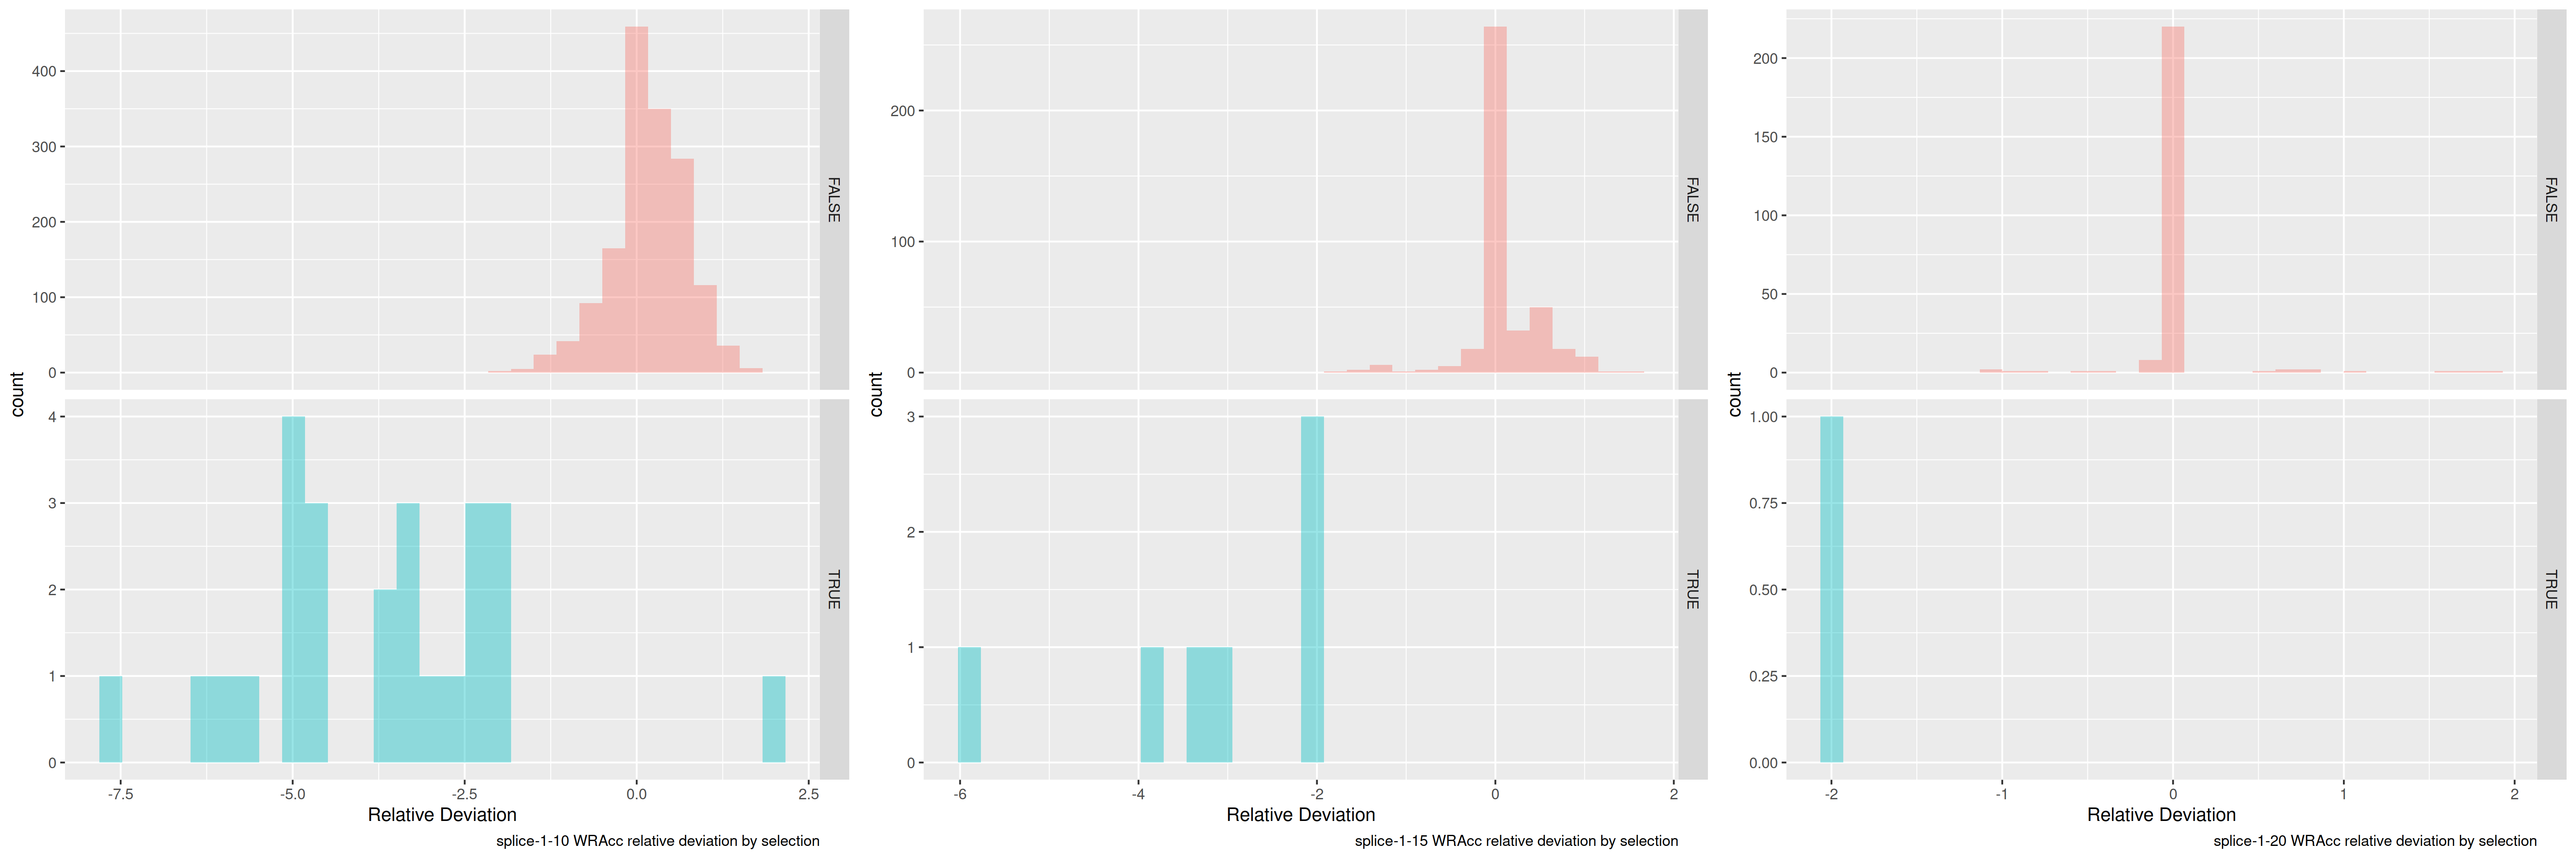 count
400
300
200
100
0
FALSE
4
3
2
1
0
TRUE
-7.5 -5.0 -2.5 0.0 2.5
Relative Deviation
splice-1-10 WRAcc relative deviation by selection
count
200
100
0
FALSE
3
2
1
0
TRUE
-6 -4 -2 0 2
Relative Deviation
splice-1-15 WRAcc relative deviation by selection
count
200
150
100
50
0
FALSE
1.00
0.75
0.50
0.25
0.00
TRUE
-2 -1 0 1 2
Relative Deviation
splice-1-20 WRAcc relative deviation by selection